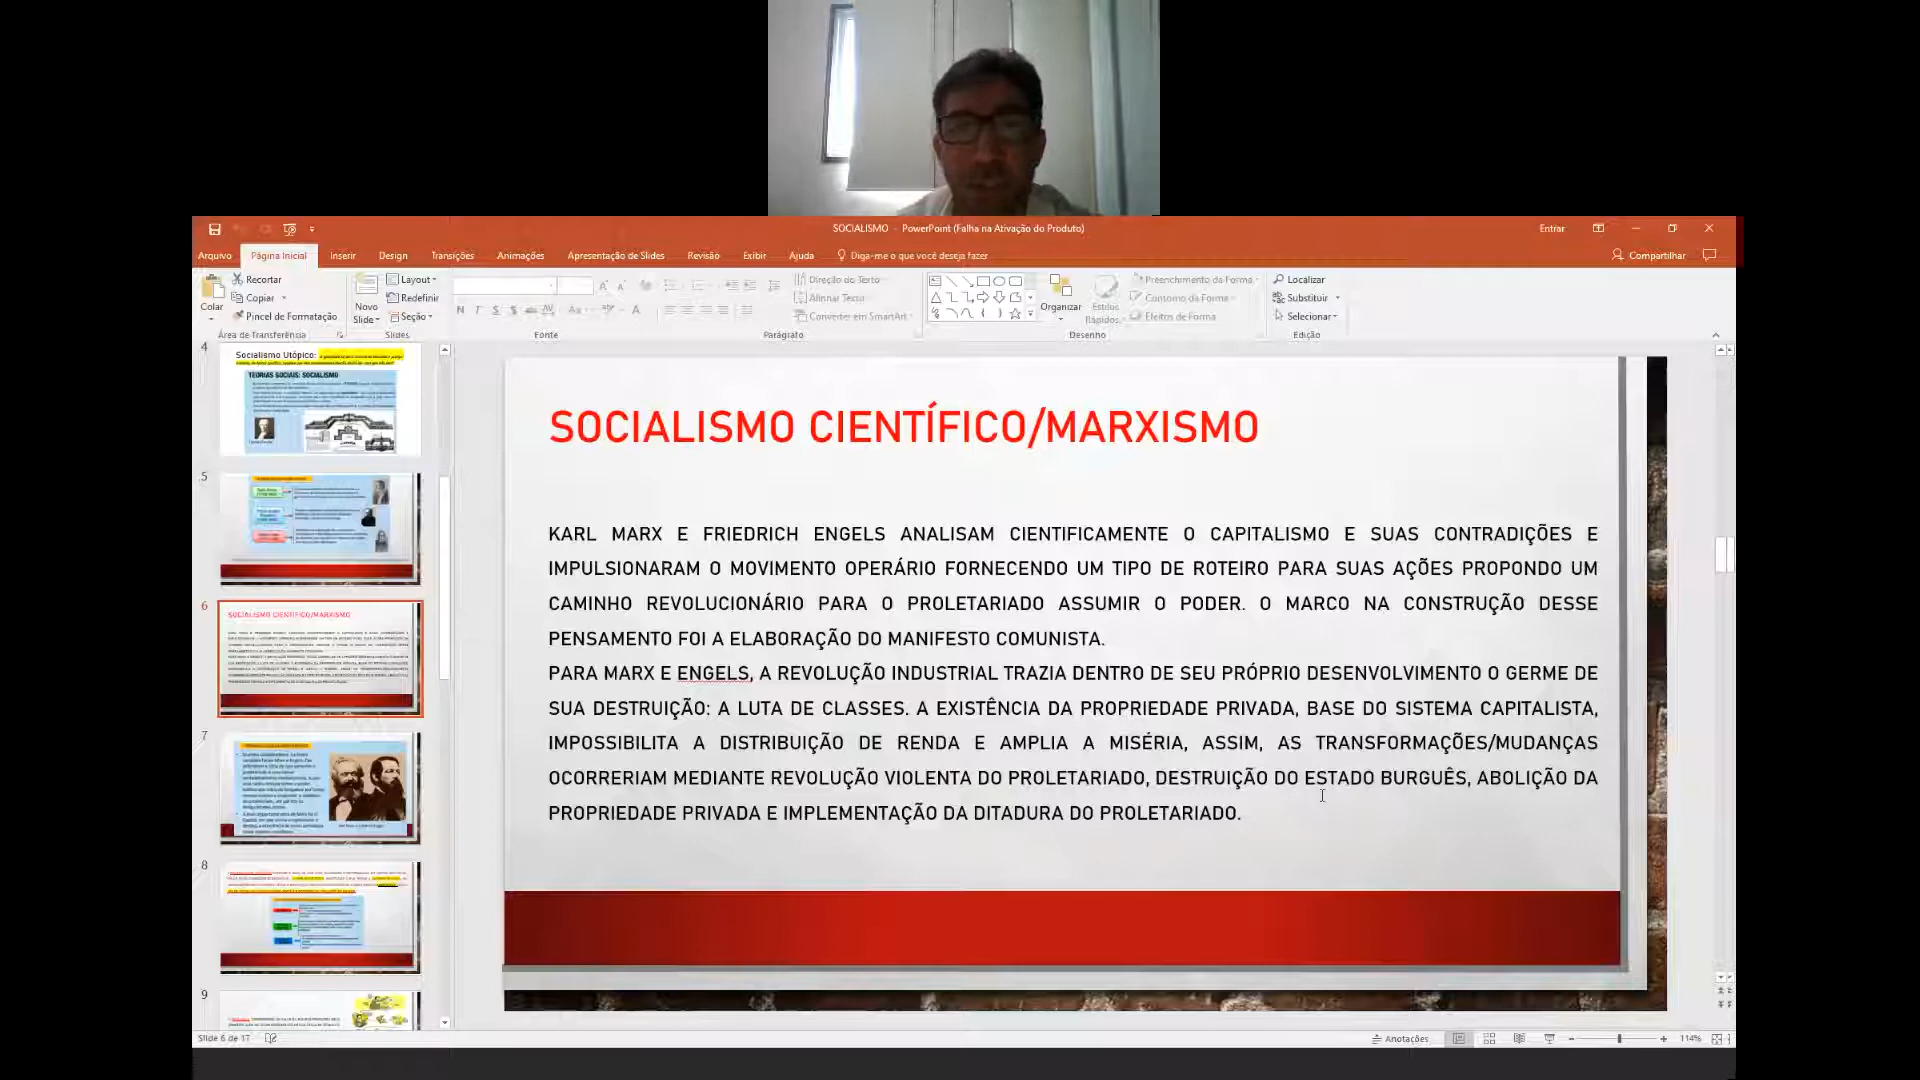 SOCIALISMO - PowerPoint (Falha na Ativação do Produto)
Entrar
Arquivo
Página Inicial
Inserir
Design
Transições
Animações
Apresentação de Slides
Revisão
Exibir
Ajuda
Diga-me o que você deseja fazer
Compartilhar
Colar
Recortar
Copiar
Pincel de Formatação
Área de Transferência
Novo
Slide
Layout
Redefinir
Seção
Slides
N I S S abc AV Aa A
Fonte
Direção do Texto
Alinhar Texto
Converter em SmartArt
Parágrafo
Organizar
Estilos
Rápidos
Preenchimento da Forma
Contorno da Forma
Efeitos de Forma
Desenho
Localizar
Substituir
Selecionar
Edição
4
Socialismo Utópico:
TEORIAS SOCIAIS: SOCIALISMO
5
6
SOCIALISMO CIENTÍFICO/MARXISMO
7
8
9
SOCIALISMO CIENTÍFICO/MARXISMO
KARL MARX E FRIEDRICH ENGELS ANALISAM CIENTIFICAMENTE O CAPITALISMO E SUAS CONTRADIÇÕES E
IMPULSIONARAM O MOVIMENTO OPERÁRIO FORNECENDO UM TIPO DE ROTEIRO PARA SUAS AÇÕES PROPONDO UM
CAMINHO REVOLUCIONÁRIO PARA O PROLETARIADO ASSUMIR O PODER. O MARCO NA CONSTRUÇÃO DESSE
PENSAMENTO FOI A ELABORAÇÃO DO MANIFESTO COMUNISTA.
PARA MARX E ENGELS, A REVOLUÇÃO INDUSTRIAL TRAZIA DENTRO DE SEU PRÓPRIO DESENVOLVIMENTO O GERME DE
SUA DESTRUIÇÃO: A LUTA DE CLASSES. A EXISTÊNCIA DA PROPRIEDADE PRIVADA, BASE DO SISTEMA CAPITALISTA,
IMPOSSIBILITA A DISTRIBUIÇÃO DE RENDA E AMPLIA A MISÉRIA, ASSIM, AS TRANSFORMAÇÕES/MUDANÇAS
OCORRERIAM MEDIANTE REVOLUÇÃO VIOLENTA DO PROLETARIADO, DESTRUIÇÃO DO ESTADO BURGUÊS, ABOLIÇÃO DA
PROPRIEDADE PRIVADA E IMPLEMENTAÇÃO DA DITADURA DO PROLETARIADO.
Slide 6 de 17
Anotações
114%